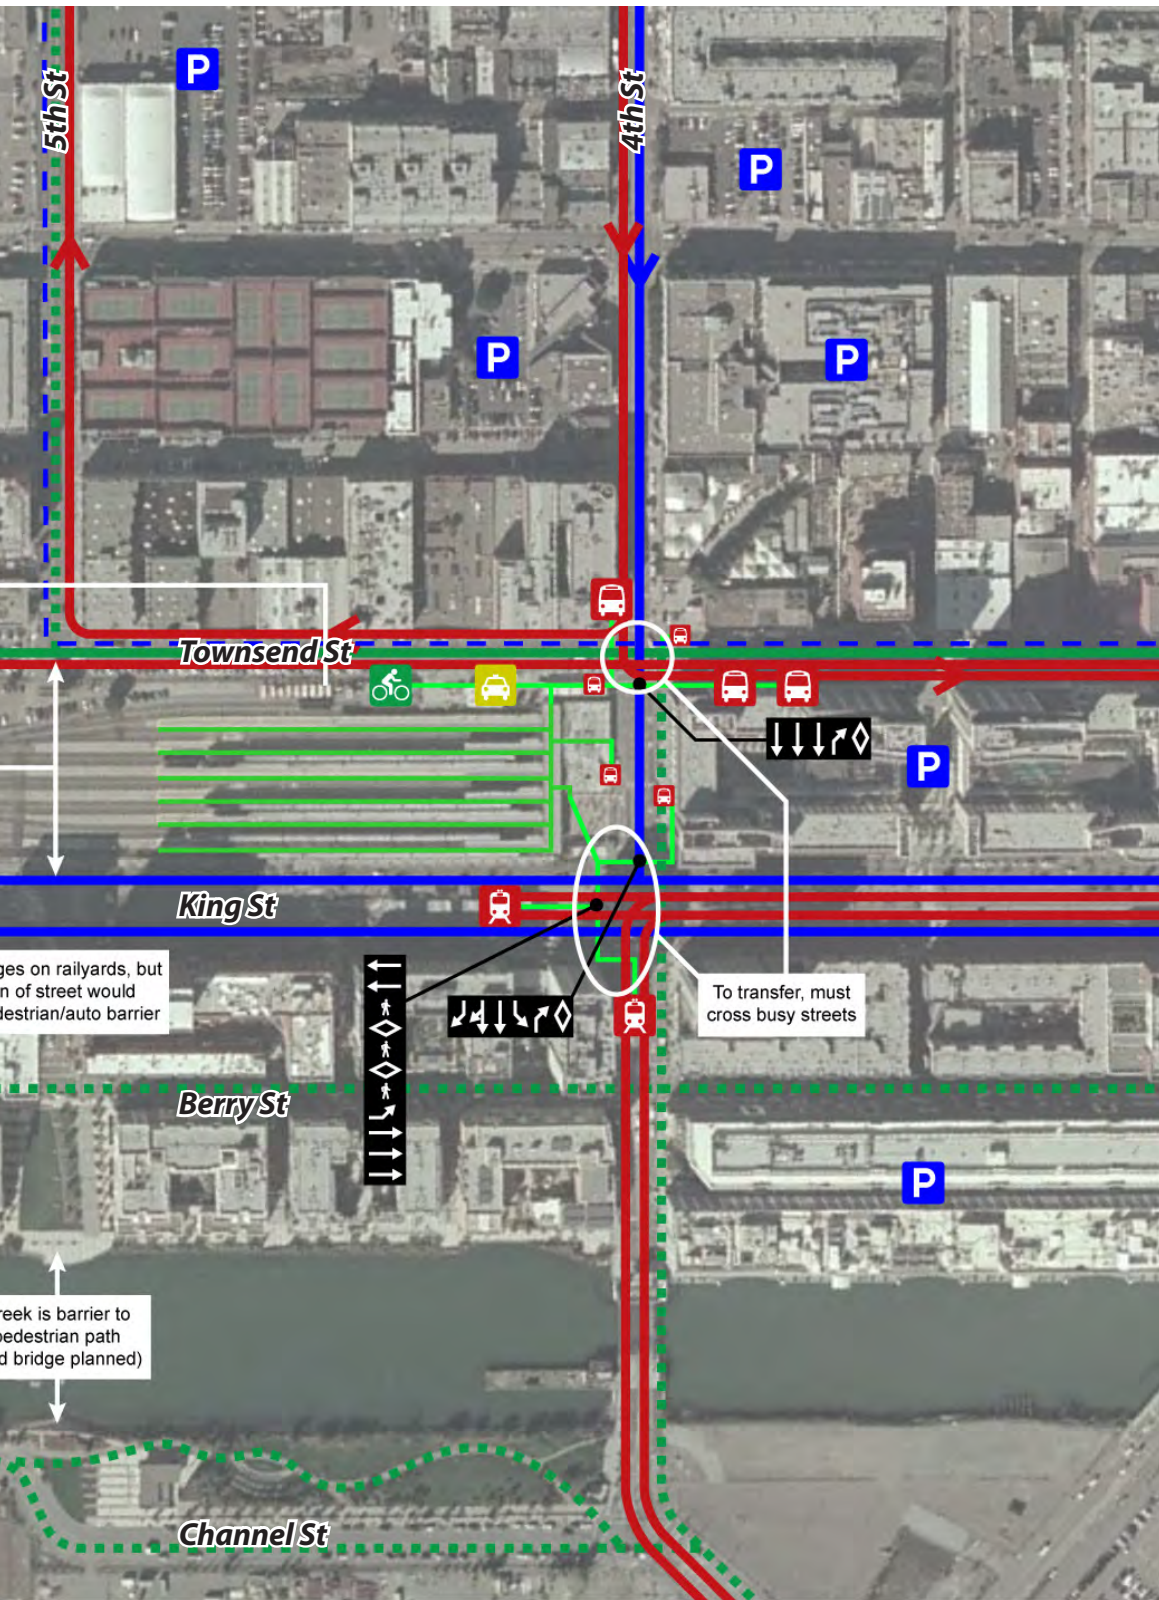 5th St
4th St
P
P
P
P
Townsend St
P
King St
ges on railyards, but
n of street would
destrian/auto barrier
To transfer, must
cross busy streets
Berry St
P
reek is barrier to
pedestrian path
d bridge planned)
Channel St